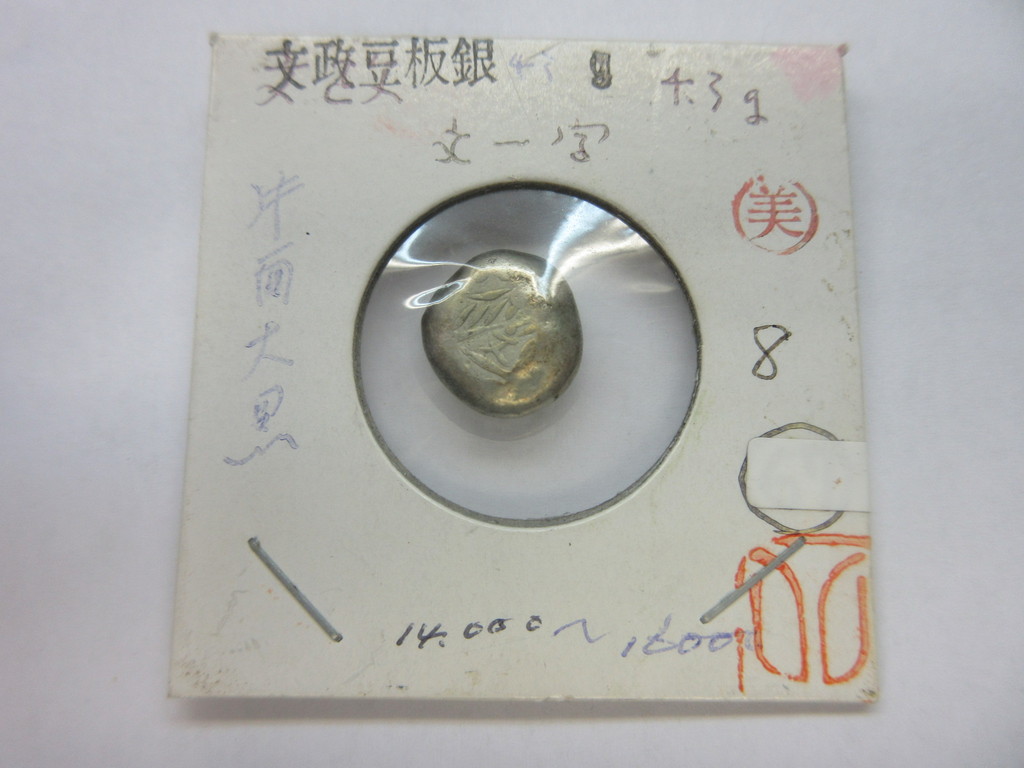 文政豆板銀
4.3g
文一字
美
片面大黒
8
14.000~16000